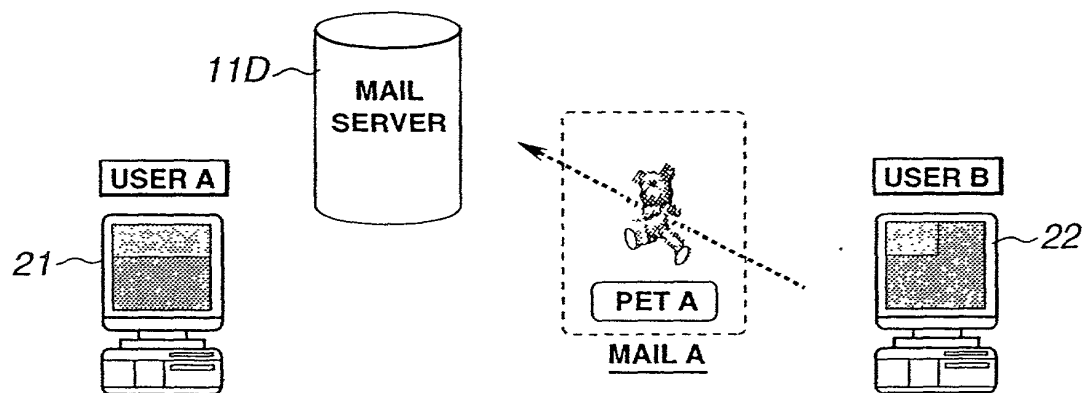 11D
MAIL
SERVER
USER A
USER B
21
22
PET A
MAIL A